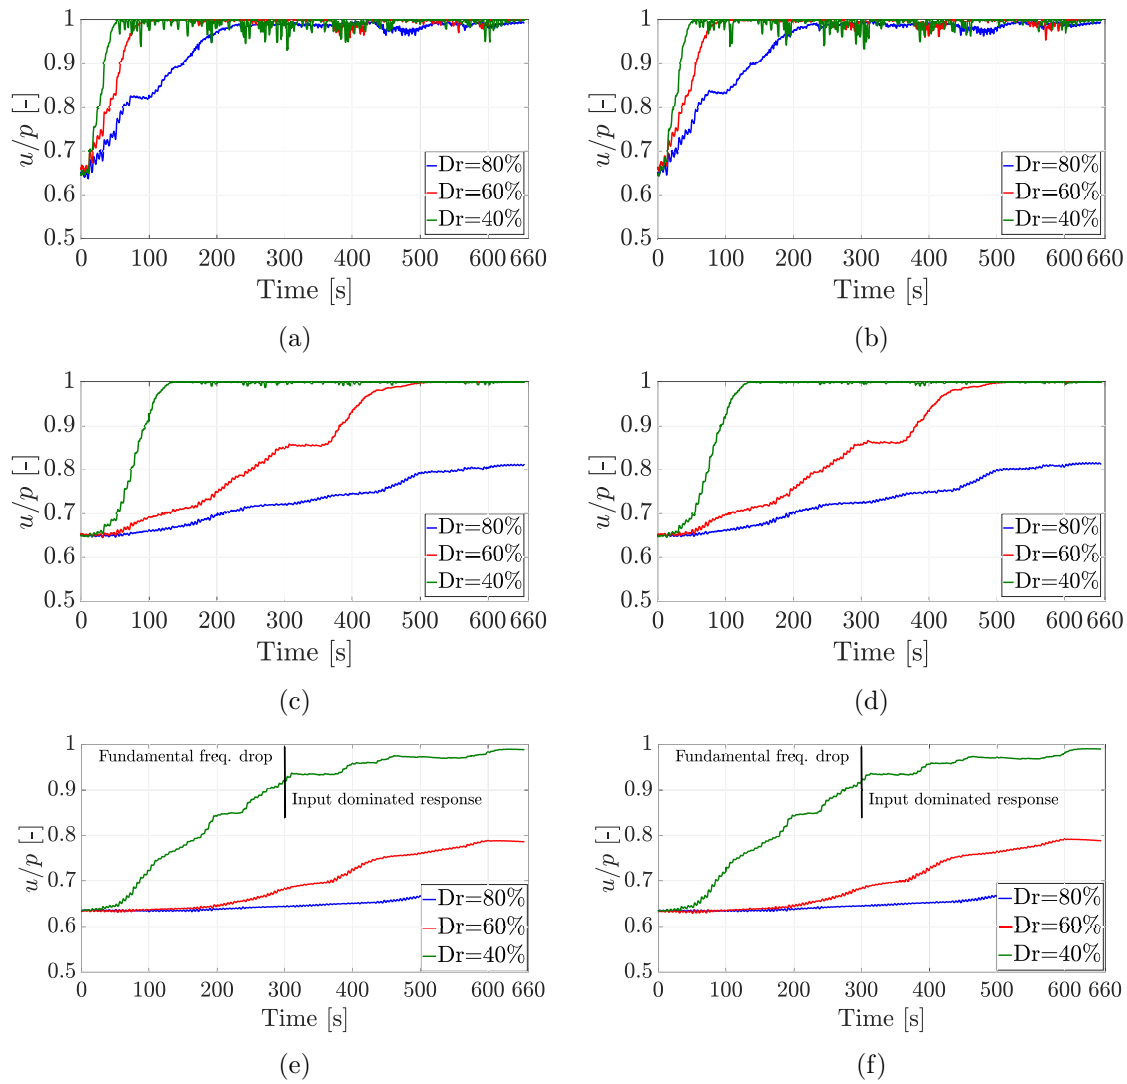 1
0.9
0.8
0.7
0.6
0.5
u/p [-]
0 100 200 300 400 500 600 660
Time [s]
Dr=80%
Dr=60%
Dr=40%
(a)
1
0.9
0.8
0.7
0.6
0.5
u/p [-]
0 100 200 300 400 500 600 660
Time [s]
Dr=80%
Dr=60%
Dr=40%
(b)
1
0.9
0.8
0.7
0.6
0.5
u/p [-]
0 100 200 300 400 500 600 660
Time [s]
Dr=80%
Dr=60%
Dr=40%
(c)
1
0.9
0.8
0.7
0.6
0.5
u/p [-]
0 100 200 300 400 500 600 660
Time [s]
Dr=80%
Dr=60%
Dr=40%
(d)
1
0.9
0.8
0.7
0.6
0.5
u/p [-]
Fundamental freq. drop
Input dominated response
0 100 200 300 400 500 600 660
Time [s]
Dr=80%
Dr=60%
Dr=40%
(e)
1
0.9
0.8
0.7
0.6
0.5
u/p [-]
Fundamental freq. drop
Input dominated response
0 100 200 300 400 500 600 660
Time [s]
Dr=80%
Dr=60%
Dr=40%
(f)